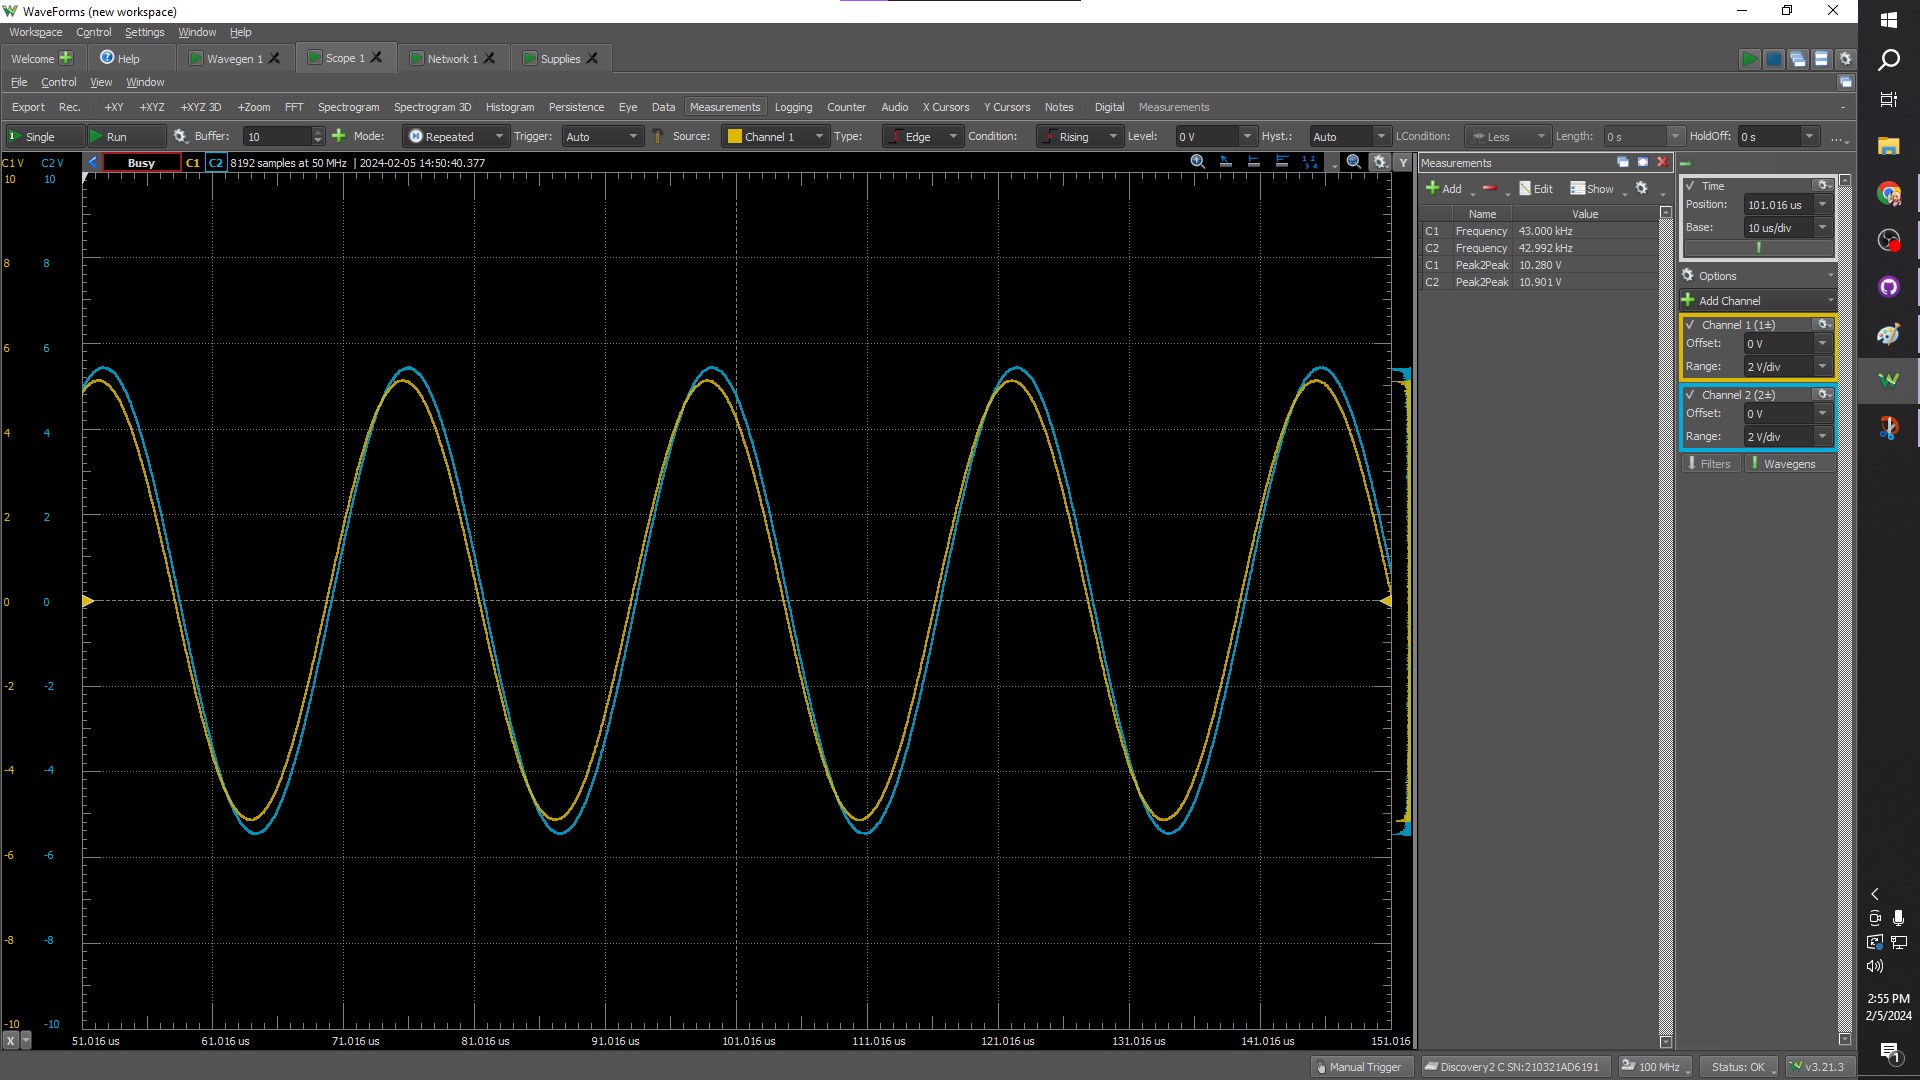 WaveForms (new workspace)
Workspace Control Settings Window Help
Welcome Help Wavegen 1 Scope 1 Network 1 Supplies
File Control View Window
Export Rec. +XY +XYZ +XYZ 3D +Zoom FFT Spectrogram Spectrogram 3D Histogram Persistence Eye Data Measurements Logging Counter Audio X Cursors Y Cursors Notes Digital Measurements -
Single Run Buffer: 10 Mode: Repeated Trigger: Auto Source: Channel 1 Type: Edge Condition: Rising Level: 0 V Hyst.: Auto LCondition: Less Length: 0 s HoldOff: 0 s ...
C1 V C2 V Busy C1 C2 8192 samples at 50 MHz | 2024-02-05 14:50:40.377 Y
10 10
8 8
6 6
4 4
2 2
0 0
-2 -2
-4 -4
-6 -6
-8 -8
-10 -10
X 51.016 us 61.016 us 71.016 us 81.016 us 91.016 us 101.016 us 111.016 us 121.016 us 131.016 us 141.016 us 151.016
Measurements
Add Edit Show
Name Value
C1 Frequency 43.000 kHz
C2 Frequency 42.992 kHz
C1 Peak2Peak 10.280 V
C2 Peak2Peak 10.901 V
Time
Position: 101.016 us
Base: 10 us/div
Options
Add Channel
Channel 1 (1±)
Offset: 0 V
Range: 2 V/div
Channel 2 (2±)
Offset: 0 V
Range: 2 V/div
Filters Wavegens
Manual Trigger Discovery2 C SN:210321AD6191 100 MHz Status: OK v3.21.3
2:55 PM
2/5/2024
1